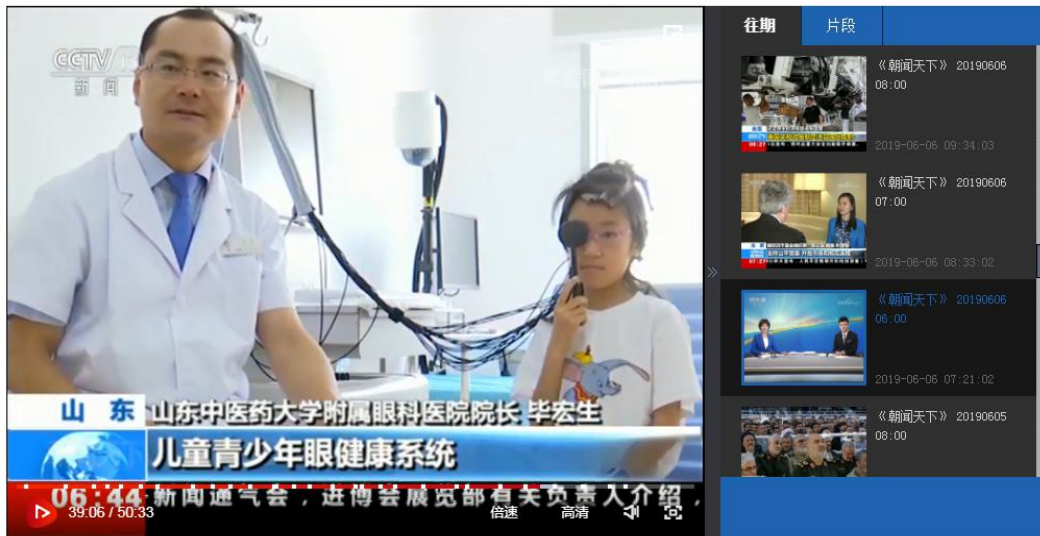 CCTV 13
新闻
山东
山东中医药大学附属眼科医院院长 毕宏生
儿童青少年眼健康系统
06:44
新闻通气会，进博会展览部有关负责人介绍，
39:06 / 50:33
倍速
高清
往期
片段
《朝闻天下》 20190606
08:00
2019-06-06 09:34:03
《朝闻天下》 20190606
07:00
2019-06-06 08:33:02
《朝闻天下》 20190606
06:00
2019-06-06 07:21:02
《朝闻天下》 20190605
08:00